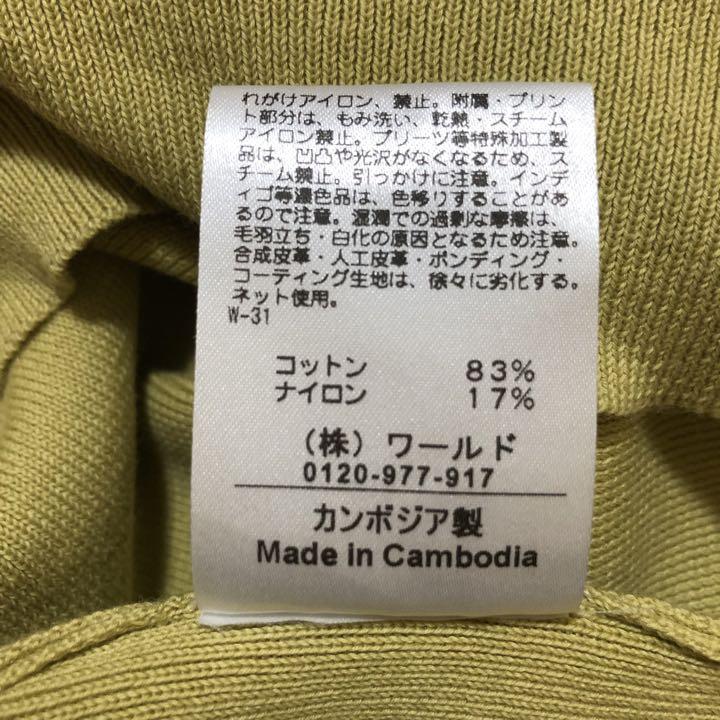 れがけアイロン、禁止。附属・プリン
ト部分は、もみ洗い、乾熱・スチーム
アイロン禁止。プリーツ等特殊加工製
品は、凹凸や光沢がなくなるため、ス
チーム禁止。引っかけに注意。インデ
ィゴ等濃色品は、色移りすることがあ
るので注意。湿潤での過剰な摩擦は、
毛羽立ち・白化の原因となるため注意。
合成皮革・人工皮革・ボンディング・
コーティング生地は、徐々に劣化する。
ネット使用。
W-31
コットン 83%
ナイロン 17%
(株)ワールド
0120-977-917
カンボジア製
Made in Cambodia